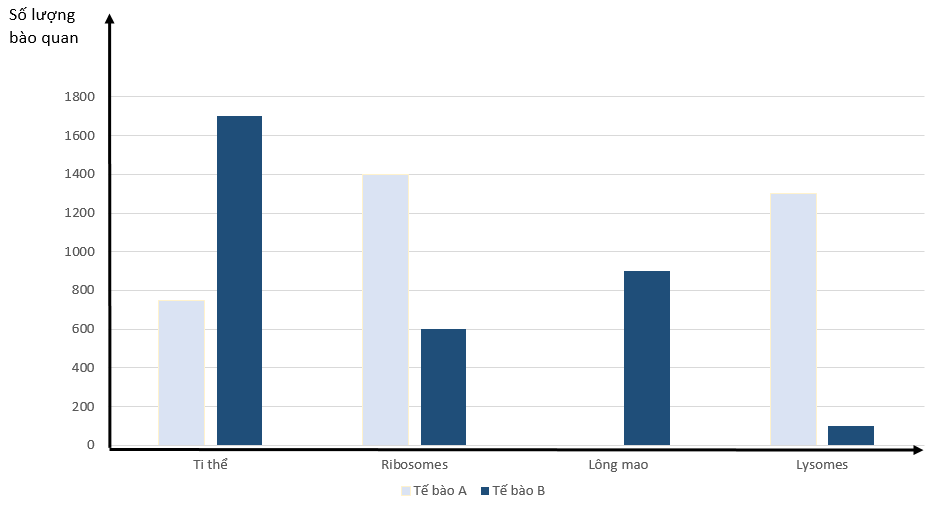 Số lượng
bào quan
1800
1600
1400
1200
1000
800
600
400
200
0
Ti thể Ribosomes Lông mao Lysomes
Tế bào A Tế bào B